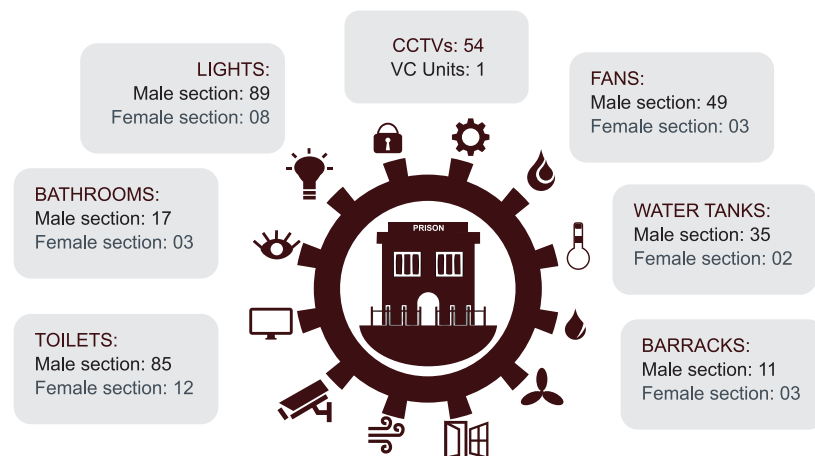 CCTVs: 54
VC Units: 1
LIGHTS:
Male section: 89
Female section: 08
FANS:
Male section: 49
Female section: 03
BATHROOMS:
Male section: 17
Female section: 03
WATER TANKS:
Male section: 35
Female section: 02
PRISON
TOILETS:
Male section: 85
Female section: 12
BARRACKS:
Male section: 11
Female section: 03